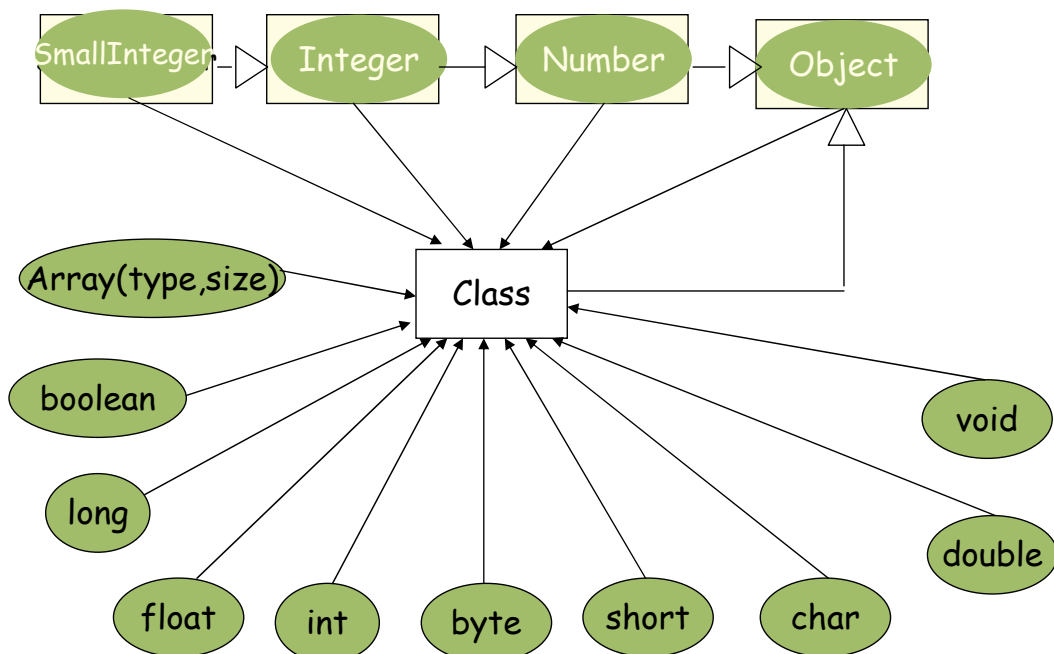 SmallInteger
Integer
Number
Object
Array(type,size)
Class
boolean
void
long
double
float
int
byte
short
char